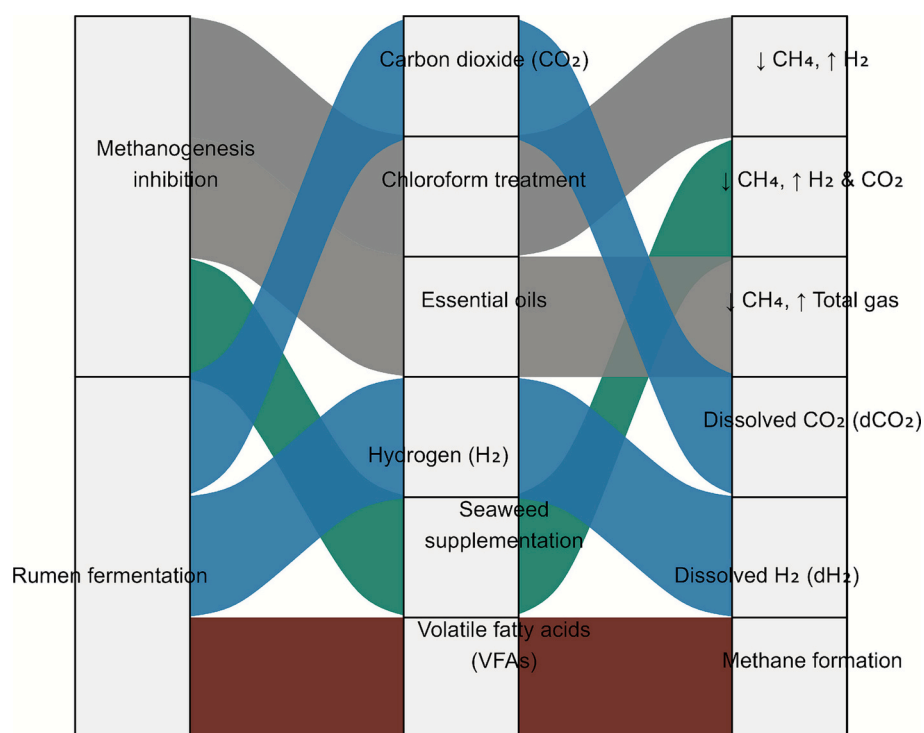 Methanogenesis
inhibition
Rumen fermentation
Carbon dioxide (CO₂)
Chloroform treatment
Essential oils
Hydrogen (H₂)
Seaweed
supplementation
Volatile fatty acids
(VFAs)
↓ CH₄, ↑ H₂
↓ CH₄, ↑ H₂ & CO₂
↓ CH₄, ↑ Total gas
Dissolved CO₂ (dCO₂)
Dissolved H₂ (dH₂)
Methane formation